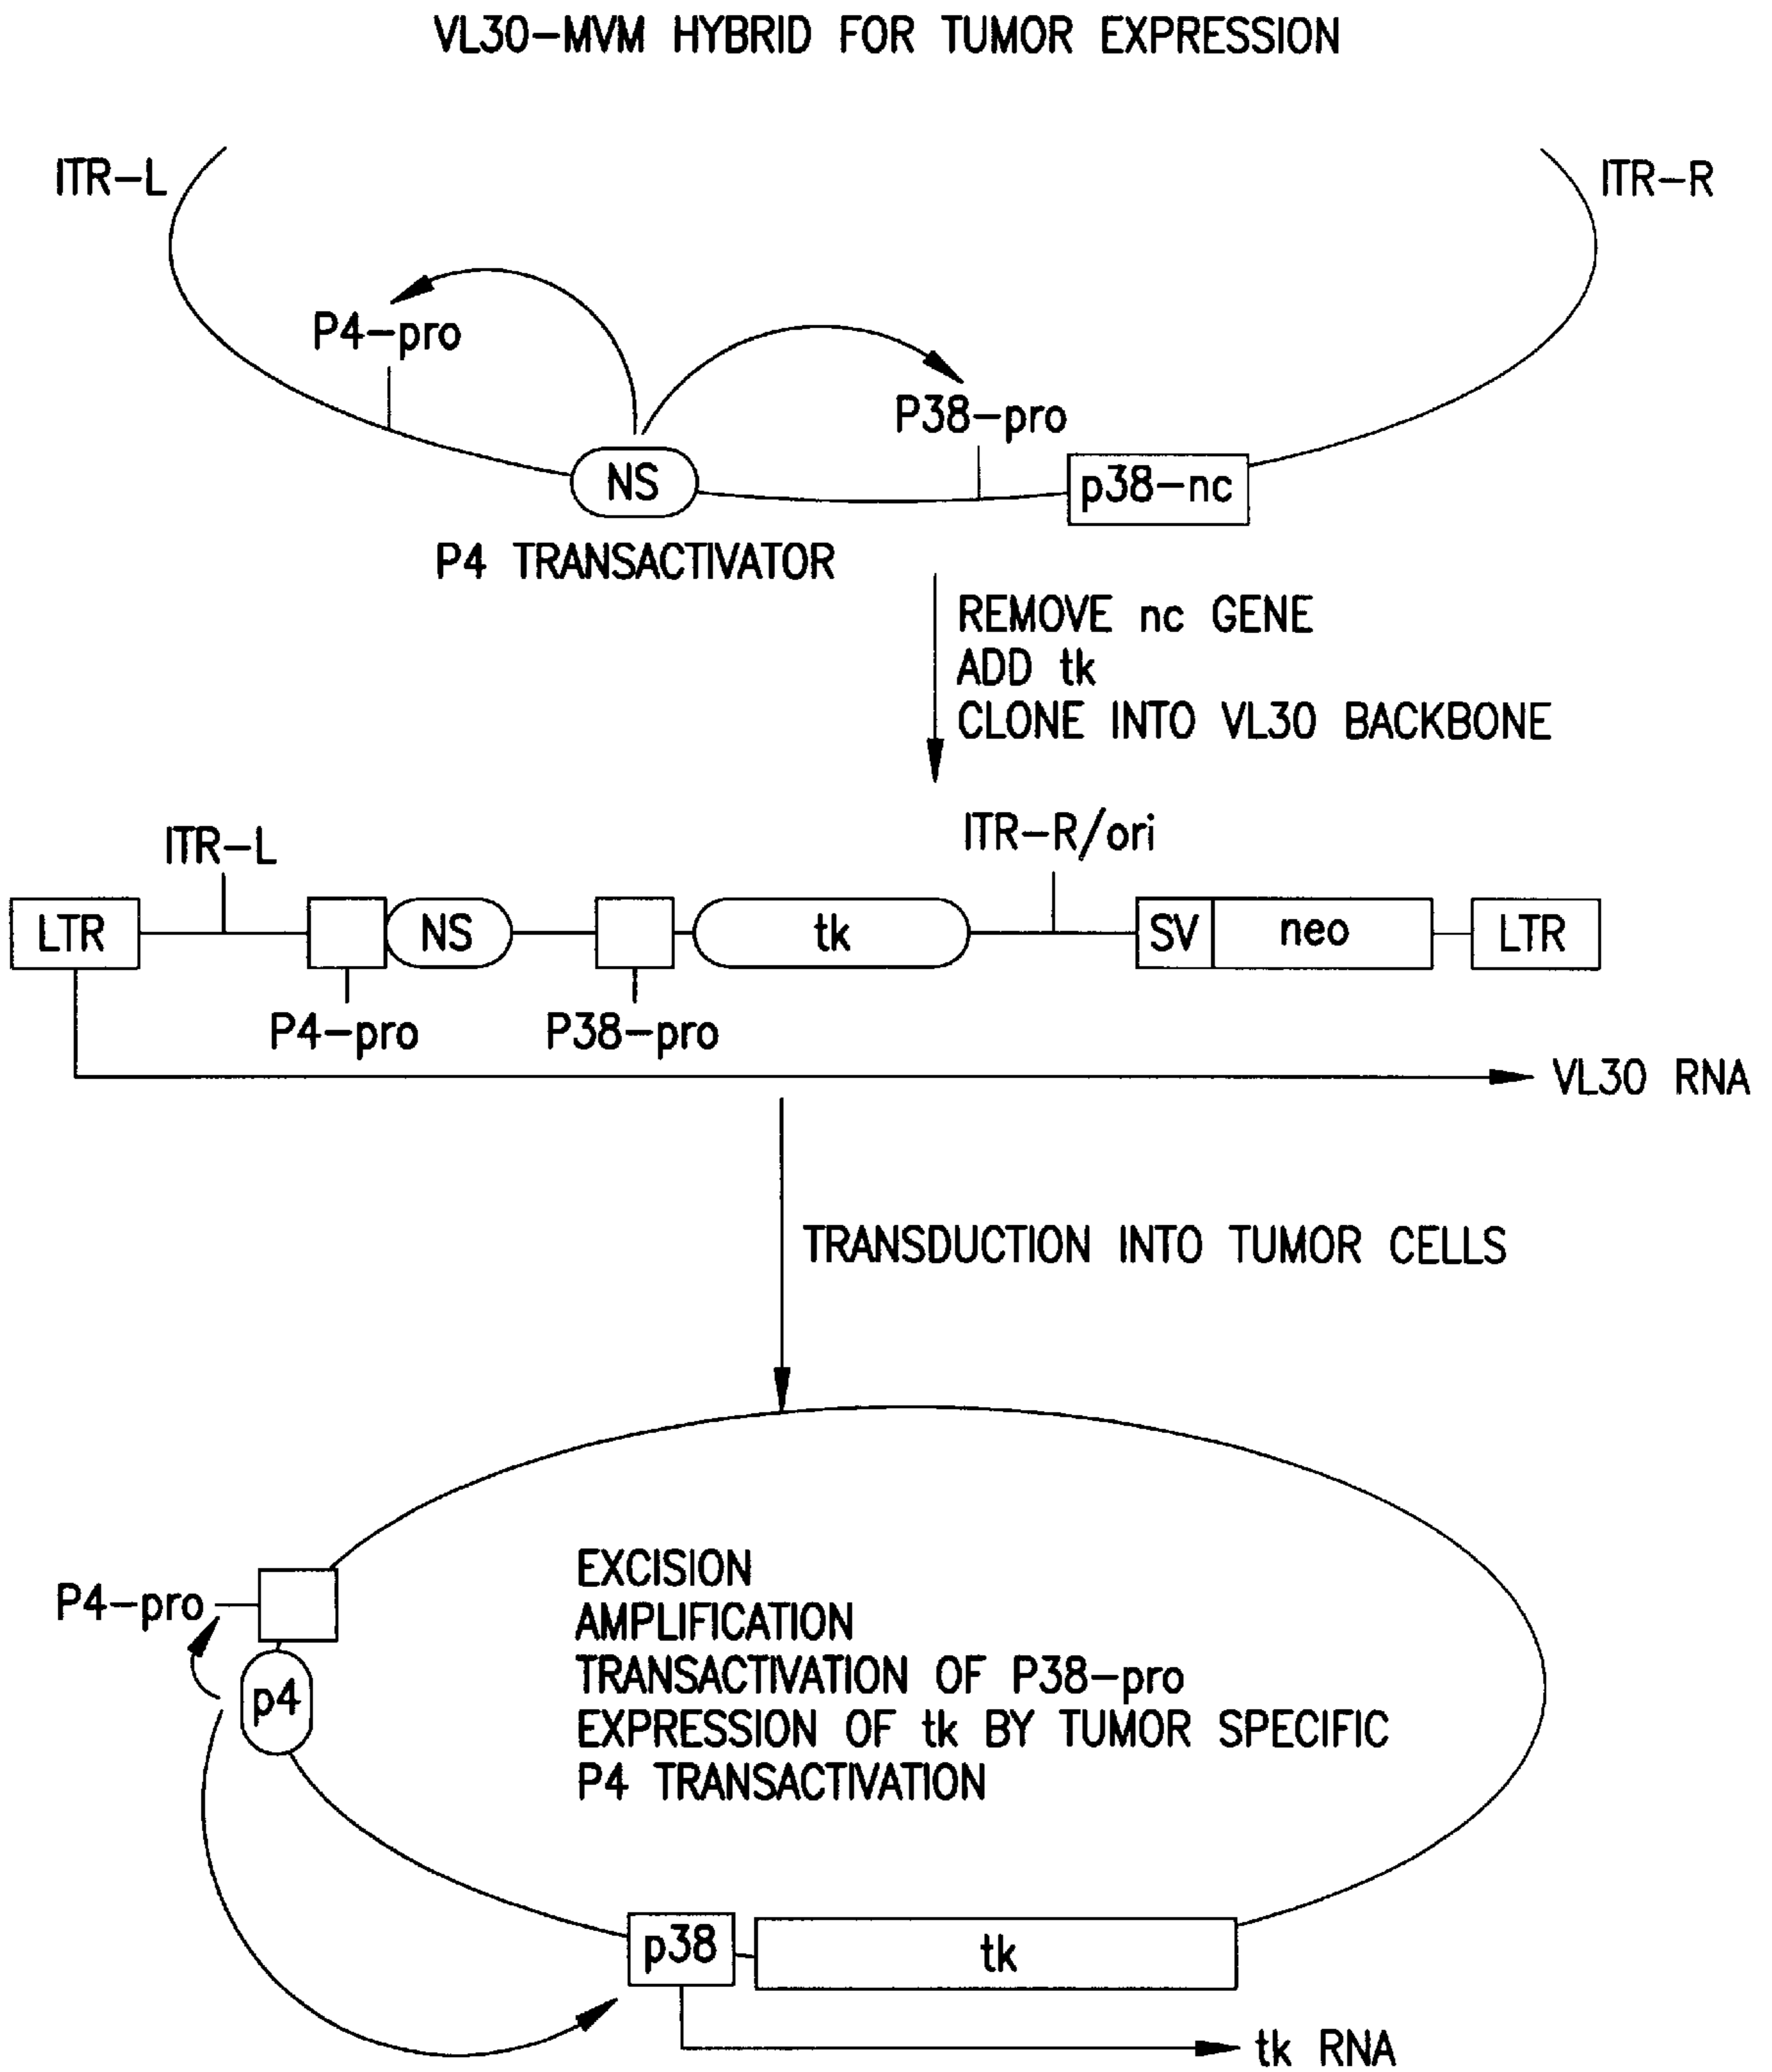 VL30-MVM HYBRID FOR TUMOR EXPRESSION
ITR-L
ITR-R
P4-pro
P38-pro
NS
p38-nc
P4 TRANSACTIVATOR
REMOVE nc GENE
ADD tk
CLONE INTO VL30 BACKBONE
ITR-L
ITR-R/ori
LTR
NS
tk
SV
neo
LTR
P4-pro
P38-pro
VL30 RNA
TRANSDUCTION INTO TUMOR CELLS
EXCISION
AMPLIFICATION
TRANSACTIVATION OF P38-pro
EXPRESSION OF tk BY TUMOR SPECIFIC
P4 TRANSACTIVATION
P4-pro
p4
p38
tk
tk RNA